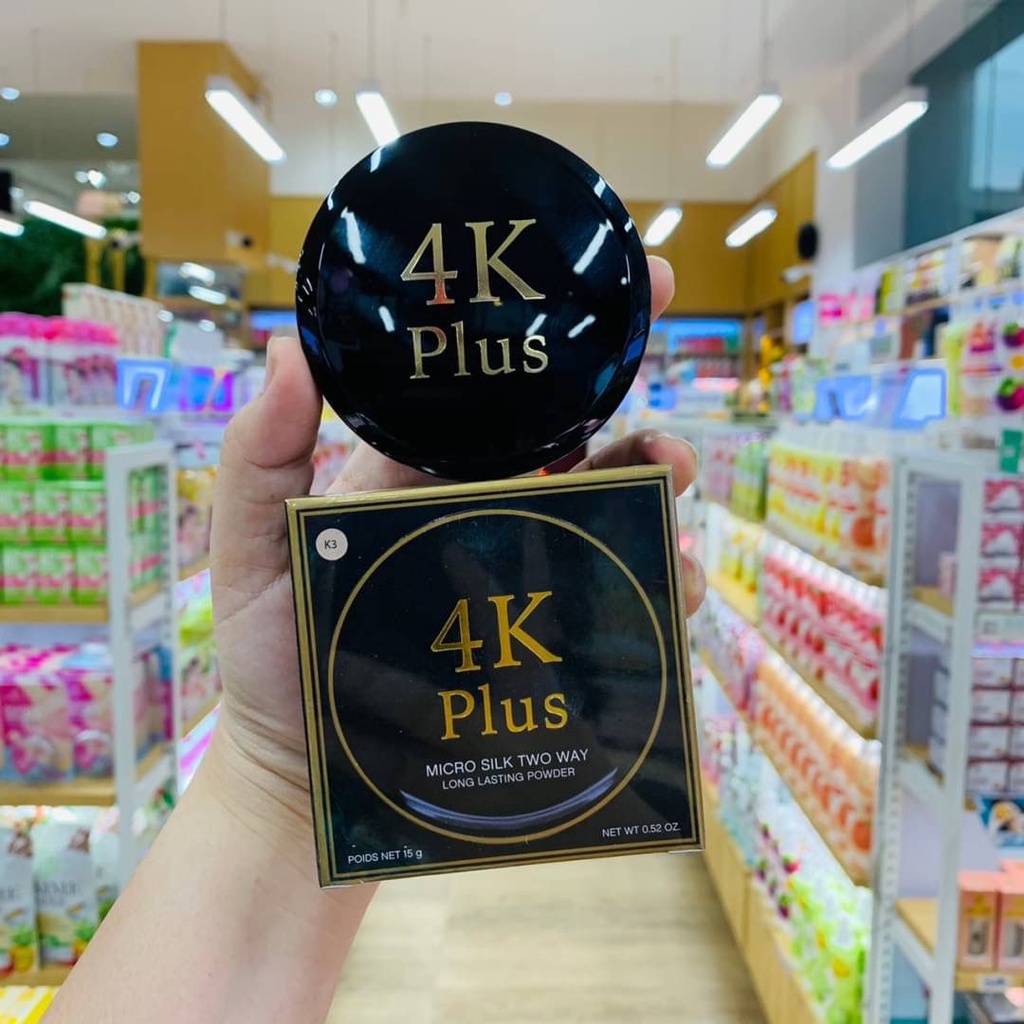 4K
Plus
K3
4K
Plus
MICRO SILK TWO WAY
LONG LASTING POWDER
POIDS NET 15 g
NET WT 0.52 OZ.